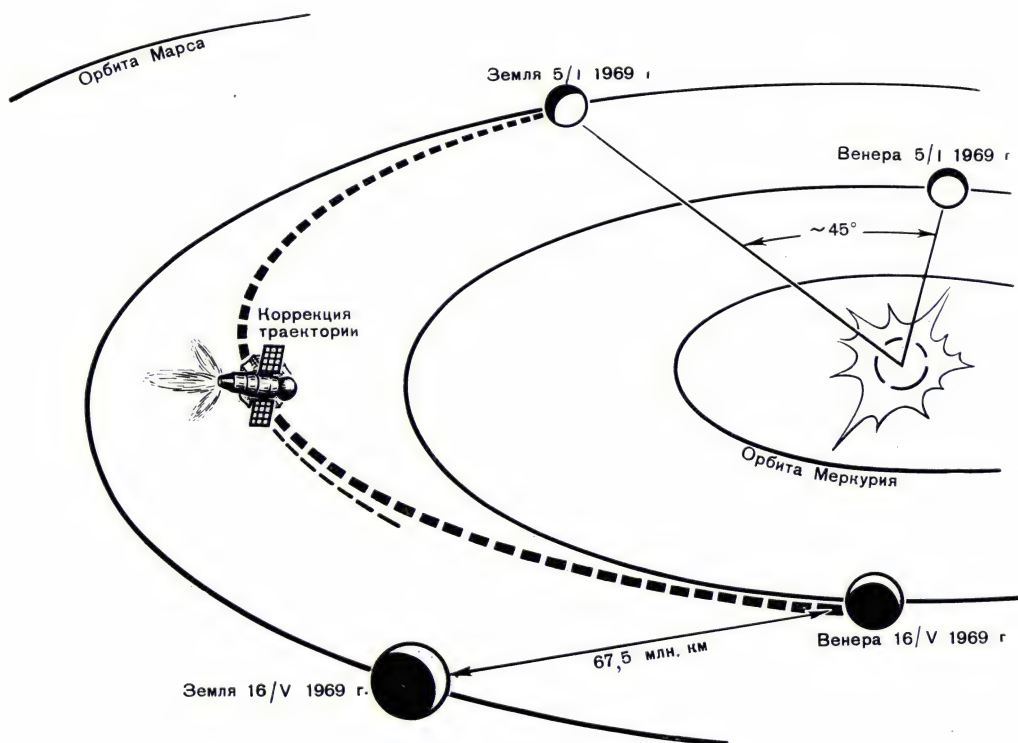 Орбита Марса
Земля 5/I 1969 г
Венера 5/I 1969 г
~45°
Коррекция
траектории
Орбита Меркурия
67,5 млн. км
Венера 16/V 1969 г
Земля 16/V 1969 г.